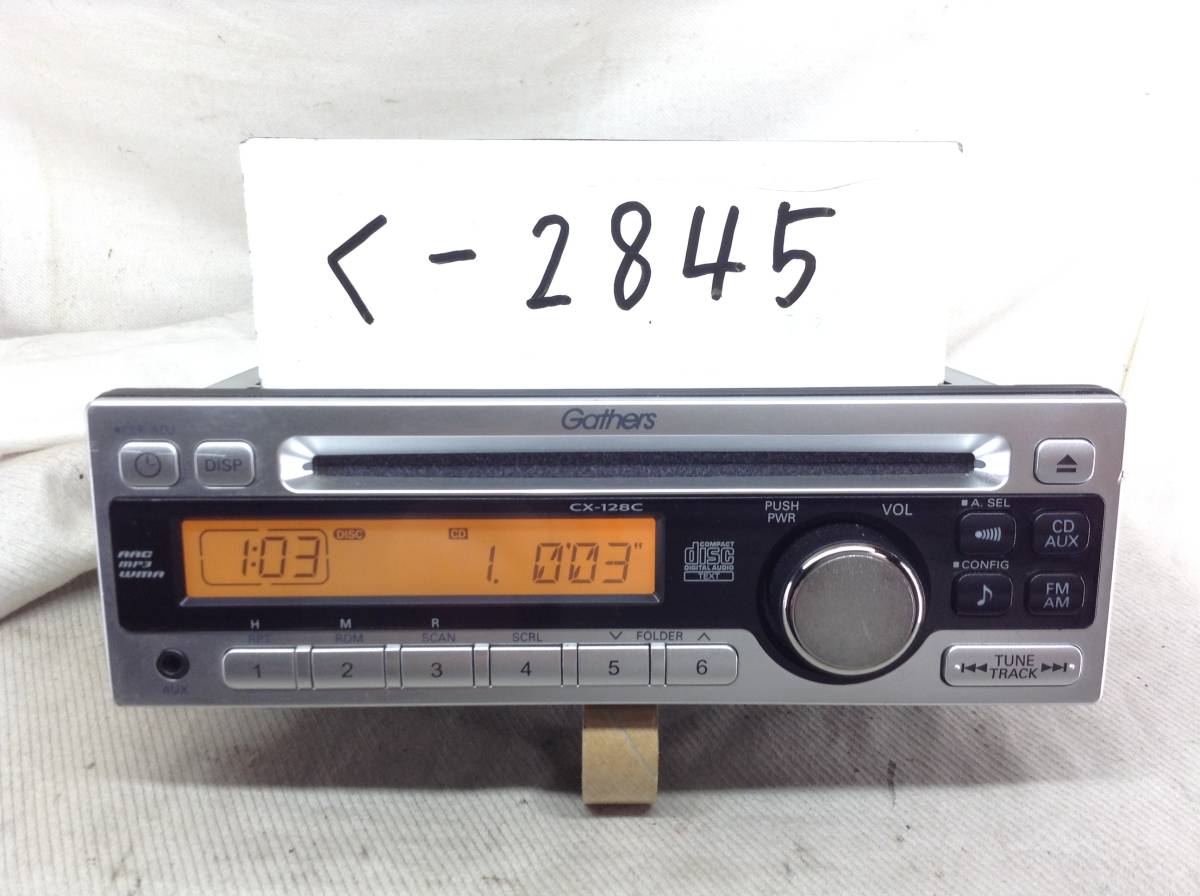 く-2845
Gathers
CLK ADJ
DISP
CX-128C
PUSH
PWR
VOL
A. SEL
CD
AUX
AAC
MP3
WMA
1:03
DISC
CD
1. 0'03"
COMPACT
disc
DIGITAL AUDIO
TEXT
CONFIG
FM
AM
H
M
R
RPT
RDM
SCAN
SCRL
FOLDER
1
2
3
4
5
6
TUNE
TRACK
AUX